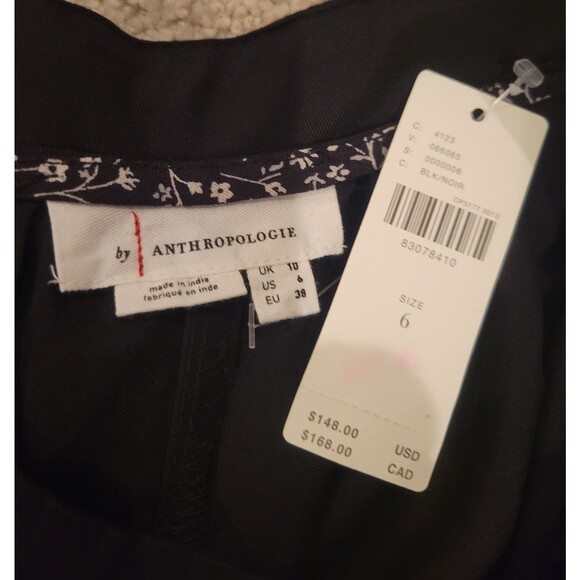 by ANTHROPOLOGIE
made in india
fabriqué en inde
UK 10
US 6
EU 38
C: 4123
V: 066065
S: 0000006
C: BLK/NOIR
83078410
SIZE
6
$148.00 USD
$168.00 CAD